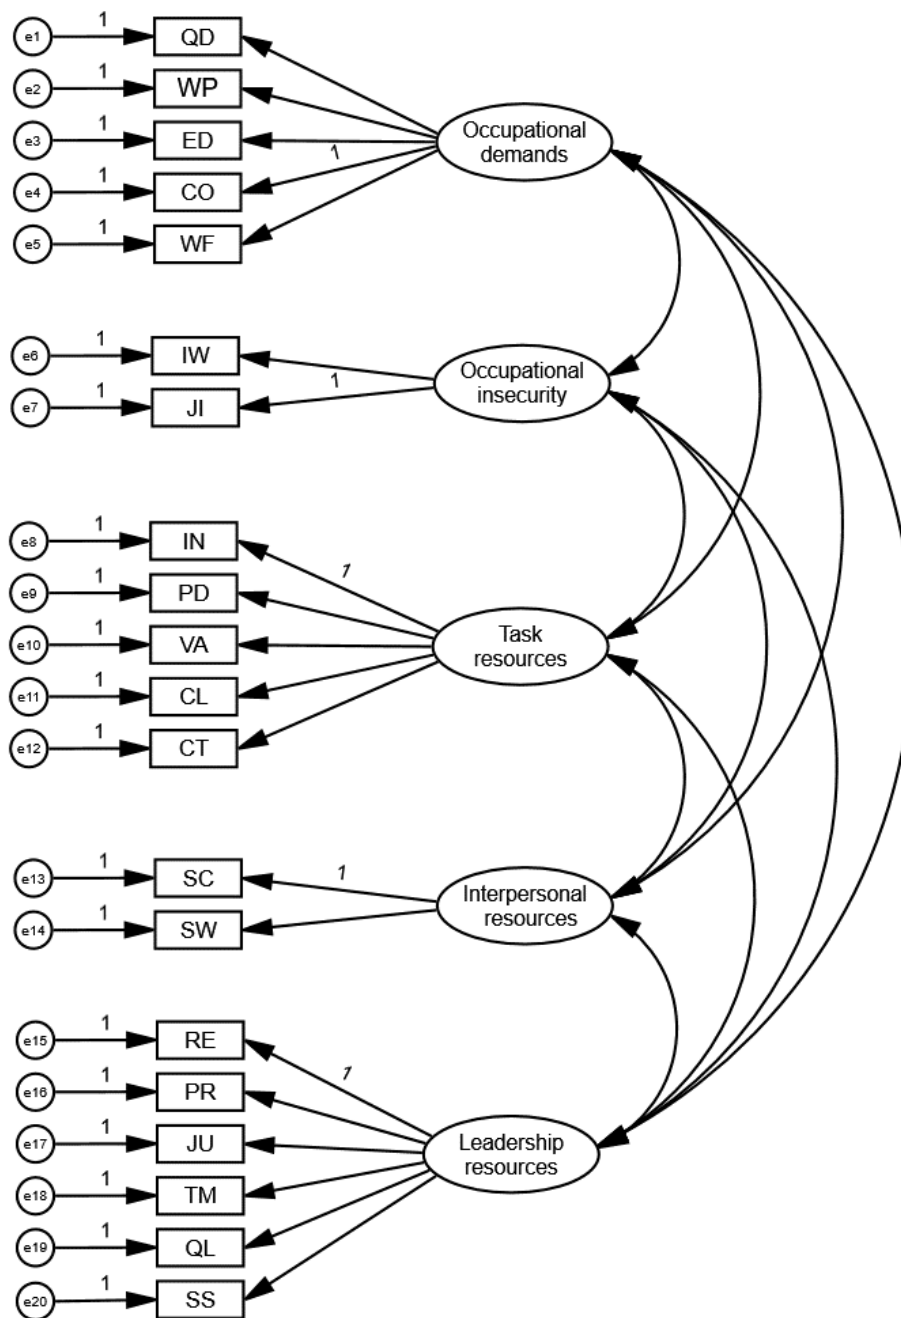 e1 1 QD
e2 1 WP
e3 1 ED
e4 1 CO
e5 1 WF
1
Occupational
demands
e6 1 IW
e7 1 JI
1
Occupational
insecurity
e8 1 IN
e9 1 PD
e10 1 VA
e11 1 CL
e12 1 CT
1
Task
resources
e13 1 SC
e14 1 SW
1
Interpersonal
resources
e15 1 RE
e16 1 PR
e17 1 JU
e18 1 TM
e19 1 QL
e20 1 SS
1
Leadership
resources